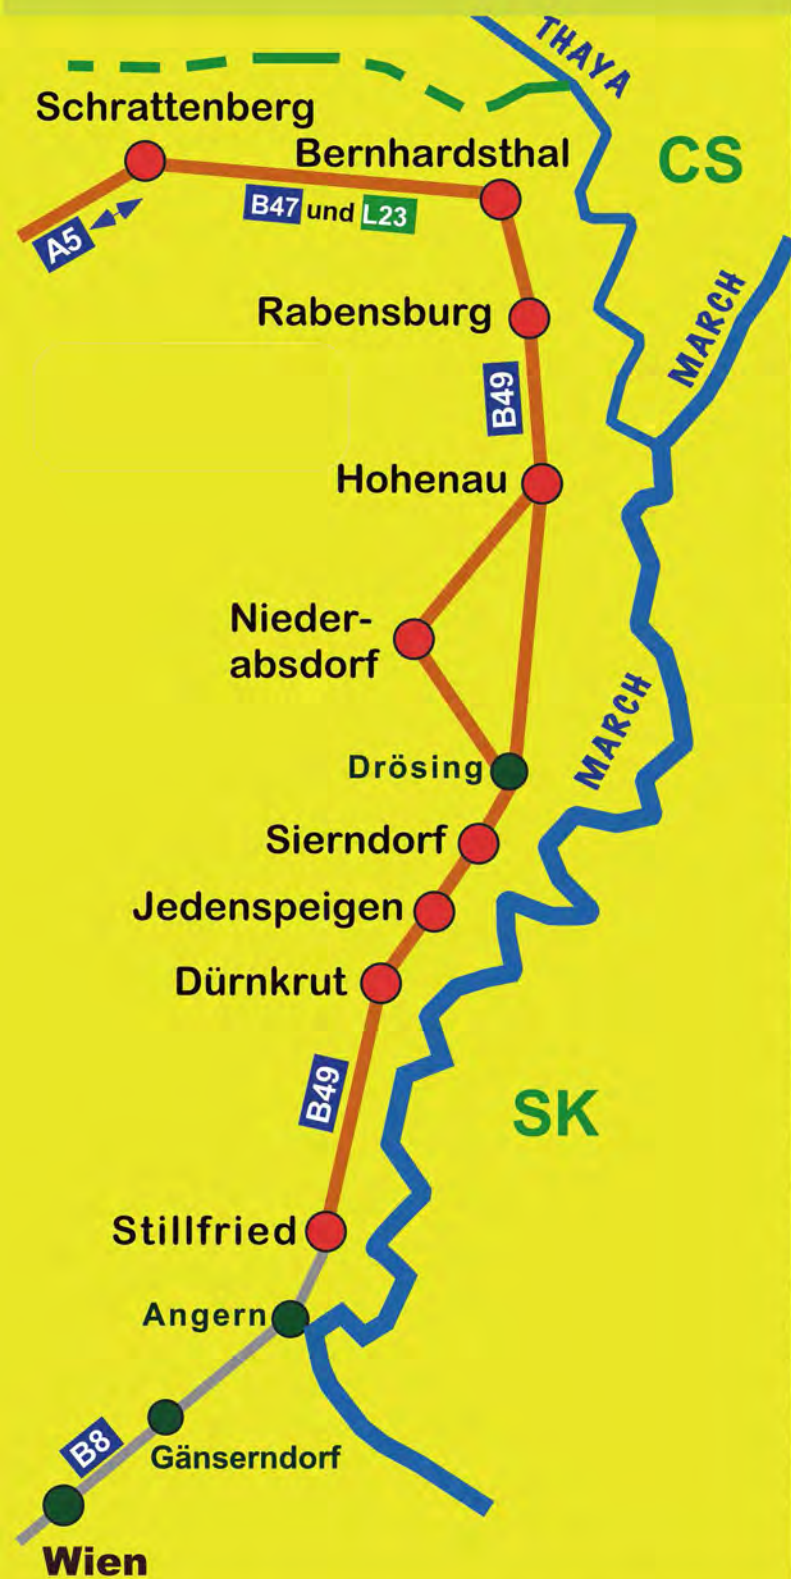 THAYA
Schrattenberg
Bernhardsthal
CS
B47 und L23
A5
MARCH
Rabensburg
B49
Hohenau
Nieder-
absdorf
MARCH
Drösing
Sierndorf
Jedenspeigen
Dürnkrut
B49
SK
Stillfried
Angern
B8
Gänserndorf
Wien